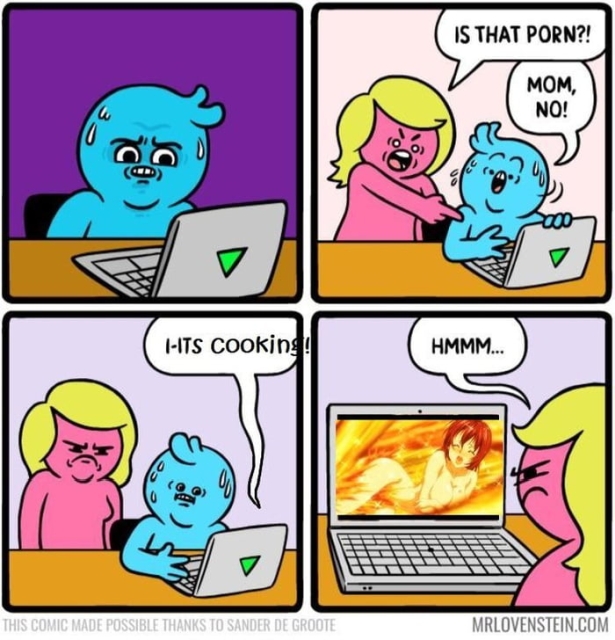 IS THAT PORN?!
MOM,
NO!
I-ITS cooking!
HMMM...
THIS COMIC MADE POSSIBLE THANKS TO SANDER DE GROOTE
MRLOVENSTEIN.COM